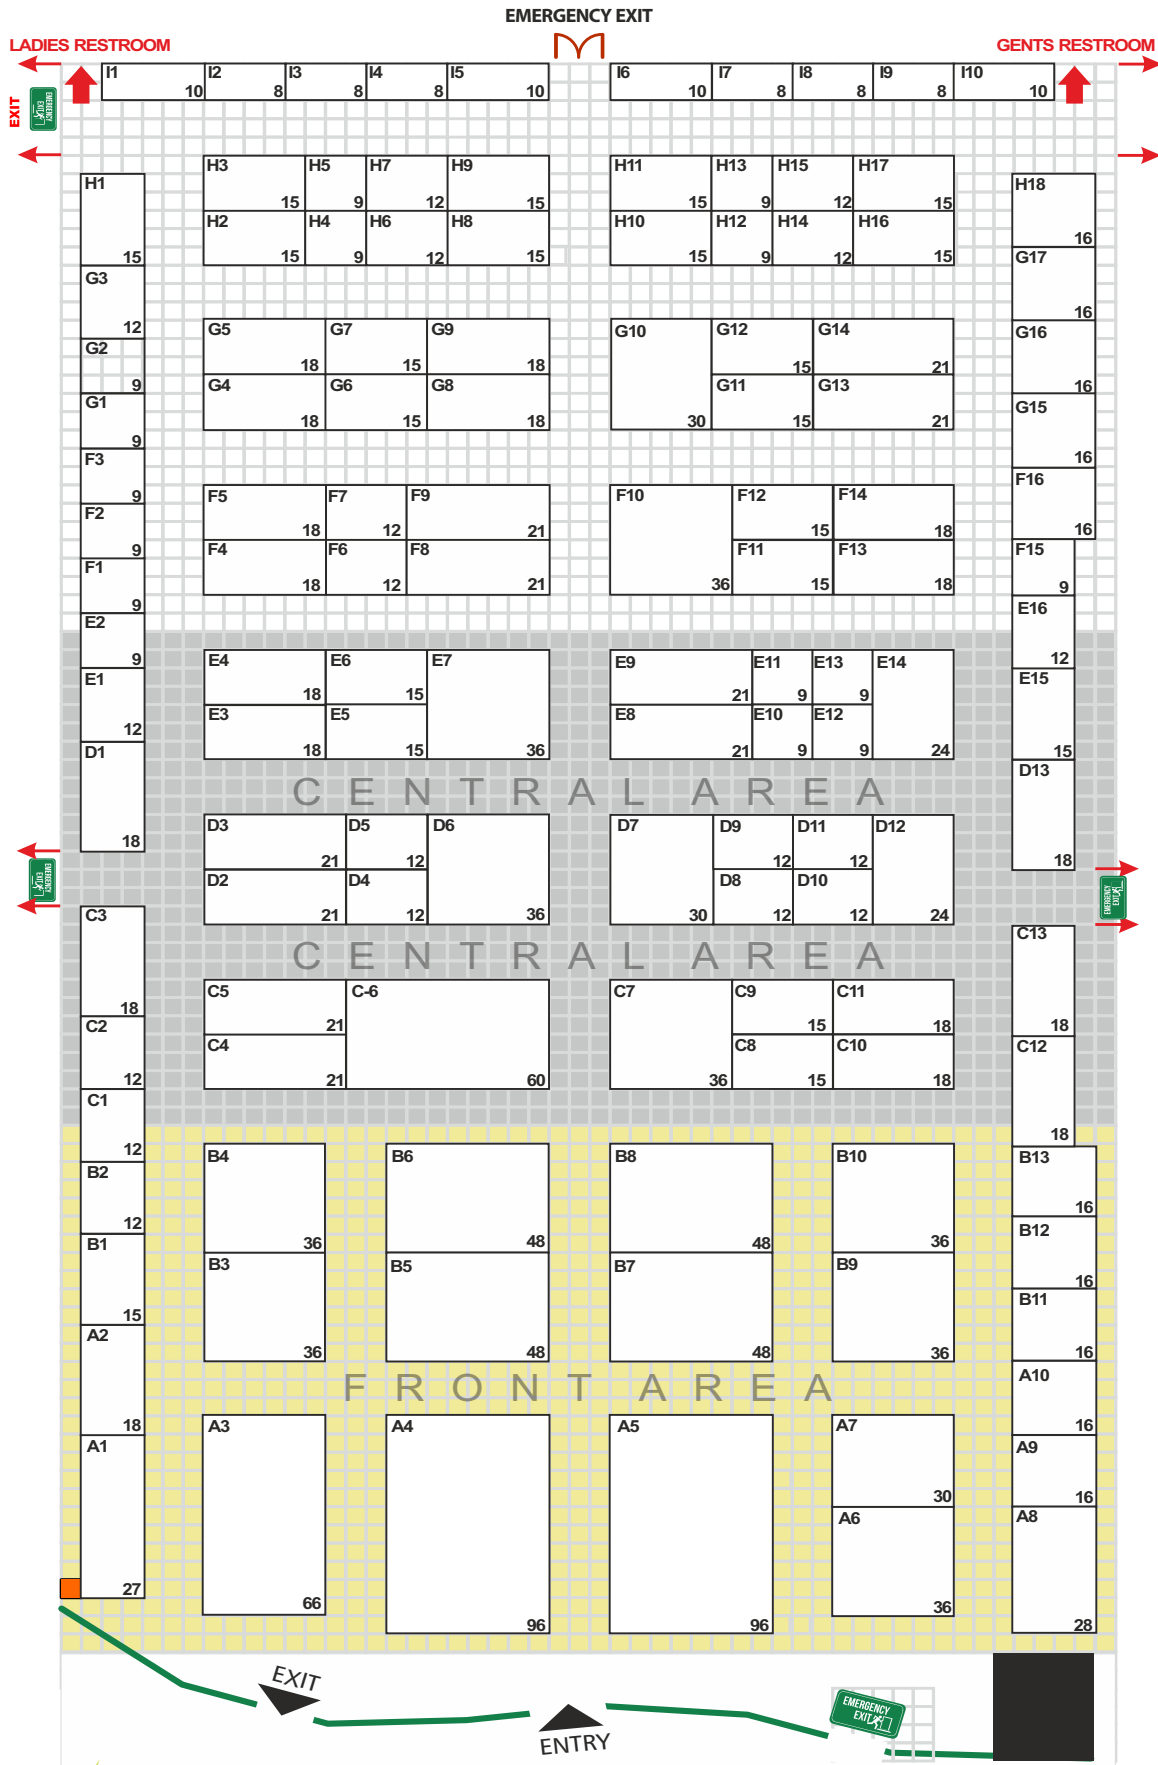 EMERGENCY EXIT
LADIES RESTROOM
GENTS RESTROOM
I1 I2 I3 I4 I5 I6 I7 I8 I9 I10
10 8 8 8 10 10 8 8 8 10
EXIT
EMERGENCY EXIT
H3 H5 H7 H9 H11 H13 H15 H17
15 9 12 15 15 9 12 15
H1
15
H18
16
H2 H4 H6 H8 H10 H12 H14 H16
15 9 12 15 15 9 12 15
G3
12
G17
16
G5 G7 G9 G10 G12 G14
18 15 18 15 21
G2
9
G16
16
G4 G6 G8 G11 G13
18 15 18 30 15 21
G1
9
G15
16
F3
9
F16
16
F5 F7 F9 F10 F12 F14
18 12 21 15 18
F2
9
F4 F6 F8 F11 F13
18 12 21 36 15 18
F1
9
F15
9
E2
9
E16
12
E4 E6 E7 E9 E11 E13 E14
18 15 21 9 9
E1
12
E15
15
E3 E5 E8 E10 E12
18 15 36 21 9 9 24
D1
18
D13
18
CENTRAL AREA
D3 D5 D6 D7 D9 D11 D12
21 12 12 12
D2 D4 D8 D10
21 12 36 30 12 12 24
EMERGENCY EXIT
EMERGENCY EXIT
C3
18
C13
18
CENTRAL AREA
C5 C-6 C7 C9 C11
21 15 18
C2
12
C12
18
C4 C8 C10
21 60 36 15 18
C1
12
B4 B6 B8 B10
36 48 48 36
B2
12
B13
16
B12
16
B1
15
B3 B5 B7 B9
36 48 48 36
B11
16
A2
18
FRONT AREA
A10
16
A3 A4 A5 A7
66 96 96 30
A1
27
A9
16
A6
36
A8
28
EXIT
ENTRY
EMERGENCY
EXIT